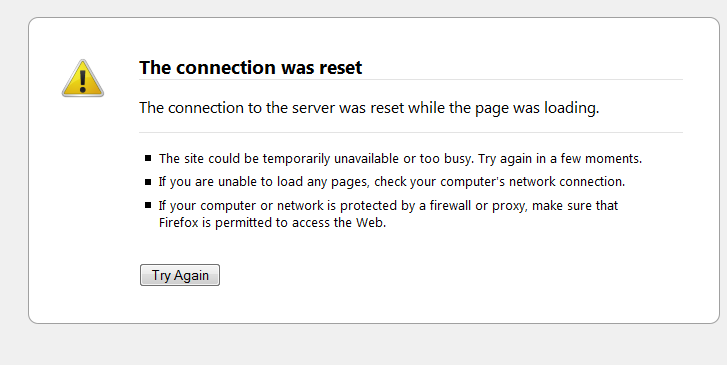 The connection was reset
The connection to the server was reset while the page was loading.
The site could be temporarily unavailable or too busy. Try again in a few moments.
If you are unable to load any pages, check your computer's network connection.
If your computer or network is protected by a firewall or proxy, make sure that
Firefox is permitted to access the Web.
Try Again